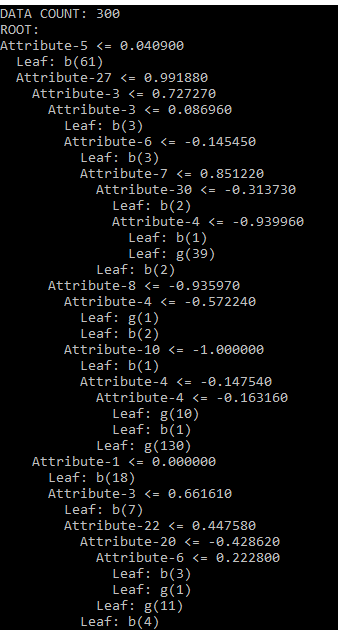 DATA COUNT: 300
ROOT:
Attribute-5 <= 0.040900
  Leaf: b(61)
  Attribute-27 <= 0.991880
    Attribute-3 <= 0.727270
      Attribute-3 <= 0.086960
        Leaf: b(3)
        Attribute-6 <= -0.145450
          Leaf: b(3)
          Attribute-7 <= 0.851220
            Attribute-30 <= -0.313730
              Leaf: b(2)
              Attribute-4 <= -0.939960
                Leaf: b(1)
                Leaf: g(39)
            Leaf: b(2)
      Attribute-8 <= -0.935970
        Attribute-4 <= -0.572240
          Leaf: g(1)
          Leaf: b(2)
        Attribute-10 <= -1.000000
          Leaf: b(1)
          Attribute-4 <= -0.147540
            Attribute-4 <= -0.163160
              Leaf: g(10)
              Leaf: b(1)
            Leaf: g(130)
    Attribute-1 <= 0.000000
      Leaf: b(18)
      Attribute-3 <= 0.661610
        Leaf: b(7)
        Attribute-22 <= 0.447580
          Attribute-20 <= -0.428620
            Attribute-6 <= 0.222800
              Leaf: b(3)
              Leaf: g(1)
            Leaf: g(11)
          Leaf: b(4)